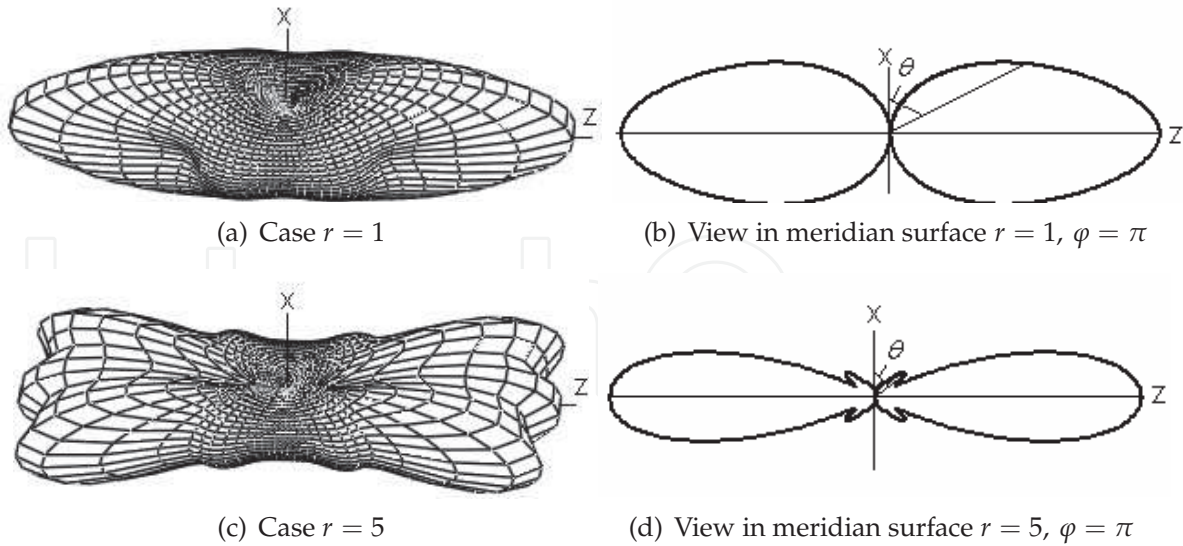 X
Z
X
θ
Z
(a) Case r = 1
(b) View in meridian surface r = 1, φ = π
X
Z
X
θ
Z
(c) Case r = 5
(d) View in meridian surface r = 5, φ = π